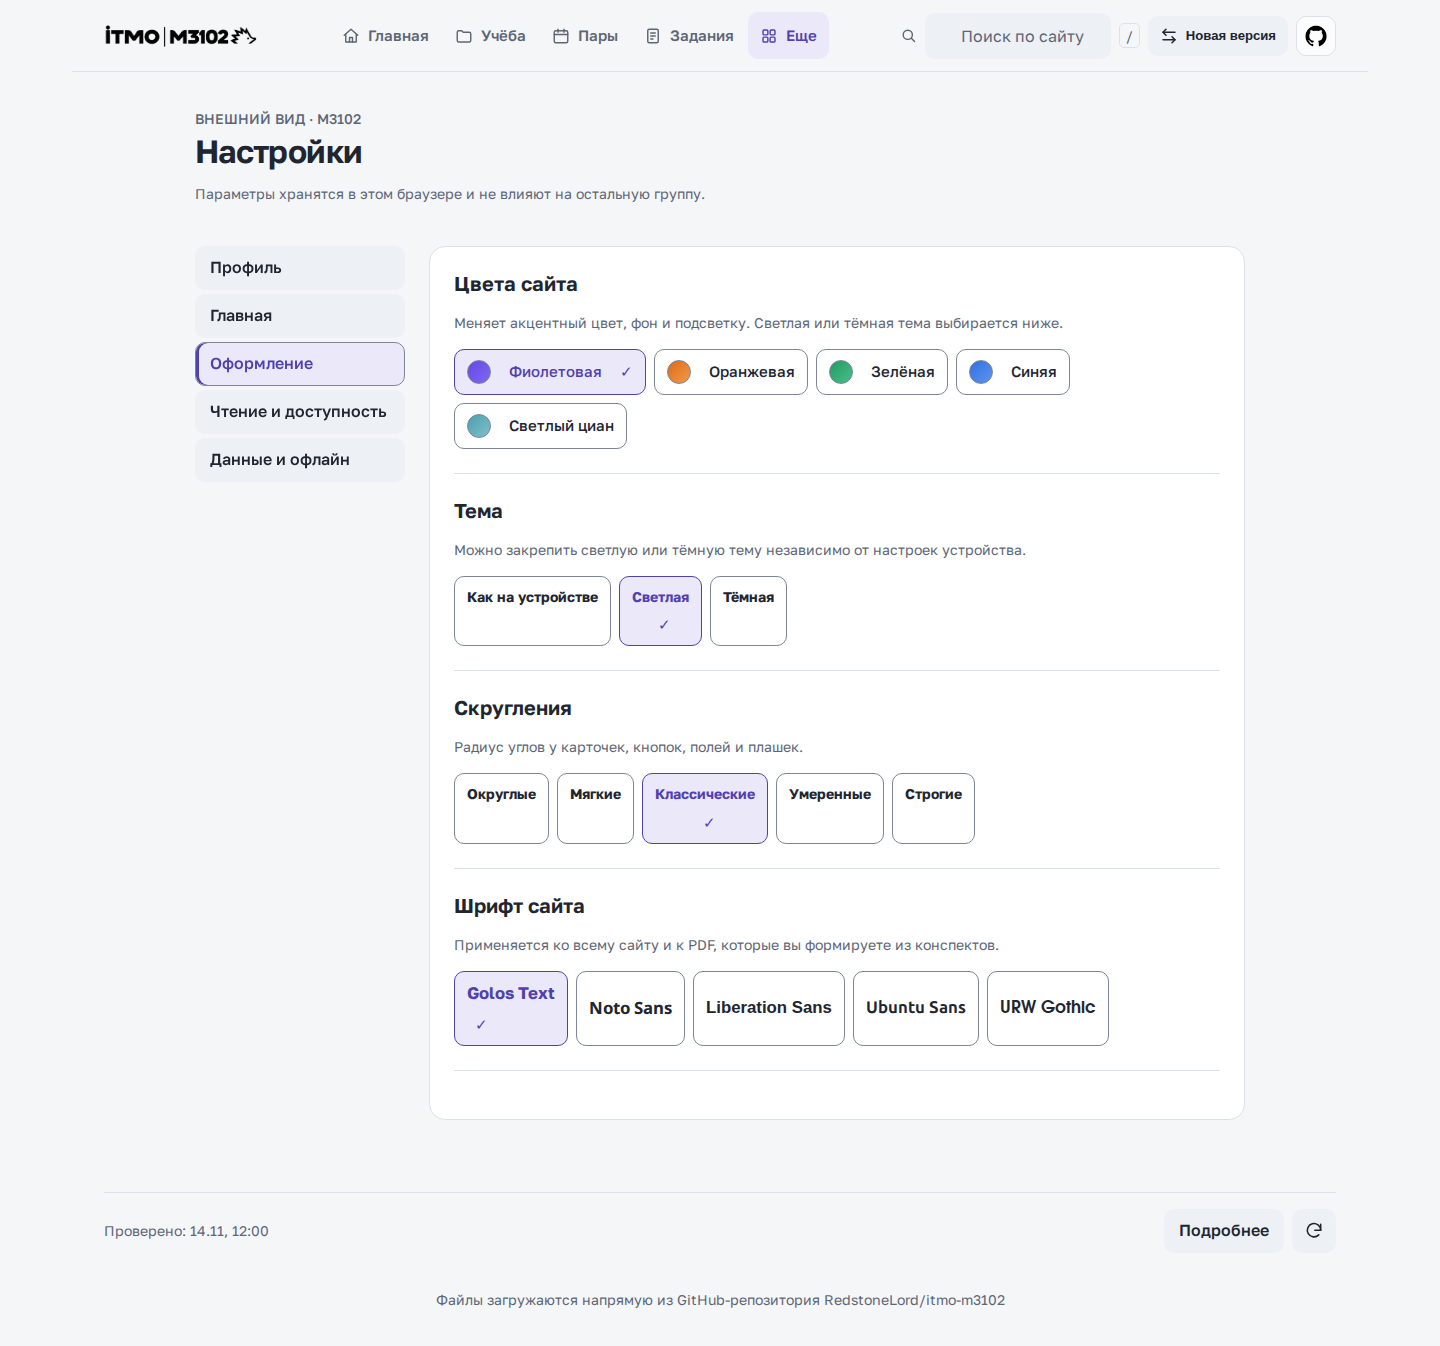 iTMO | M3102
Главная
Учёба
Пары
Задания
Еще
Поиск по сайту
/
Новая версия
ВНЕШНИЙ ВИД · M3102
Настройки
Параметры хранятся в этом браузере и не влияют на остальную группу.
Профиль
Главная
Оформление
Чтение и доступность
Данные и офлайн
Цвета сайта
Меняет акцентный цвет, фон и подсветку. Светлая или тёмная тема выбирается ниже.
Фиолетовая ✓
Оранжевая
Зелёная
Синяя
Светлый циан
Тема
Можно закрепить светлую или тёмную тему независимо от настроек устройства.
Как на устройстве
Светлая
✓
Тёмная
Скругления
Радиус углов у карточек, кнопок, полей и плашек.
Округлые
Мягкие
Классические
✓
Умеренные
Строгие
Шрифт сайта
Применяется ко всему сайту и к PDF, которые вы формируете из конспектов.
Golos Text
✓
Noto Sans
Liberation Sans
Ubuntu Sans
URW Gothic
Проверено: 14.11, 12:00
Подробнее
Файлы загружаются напрямую из GitHub-репозитория RedstoneLord/itmo-m3102